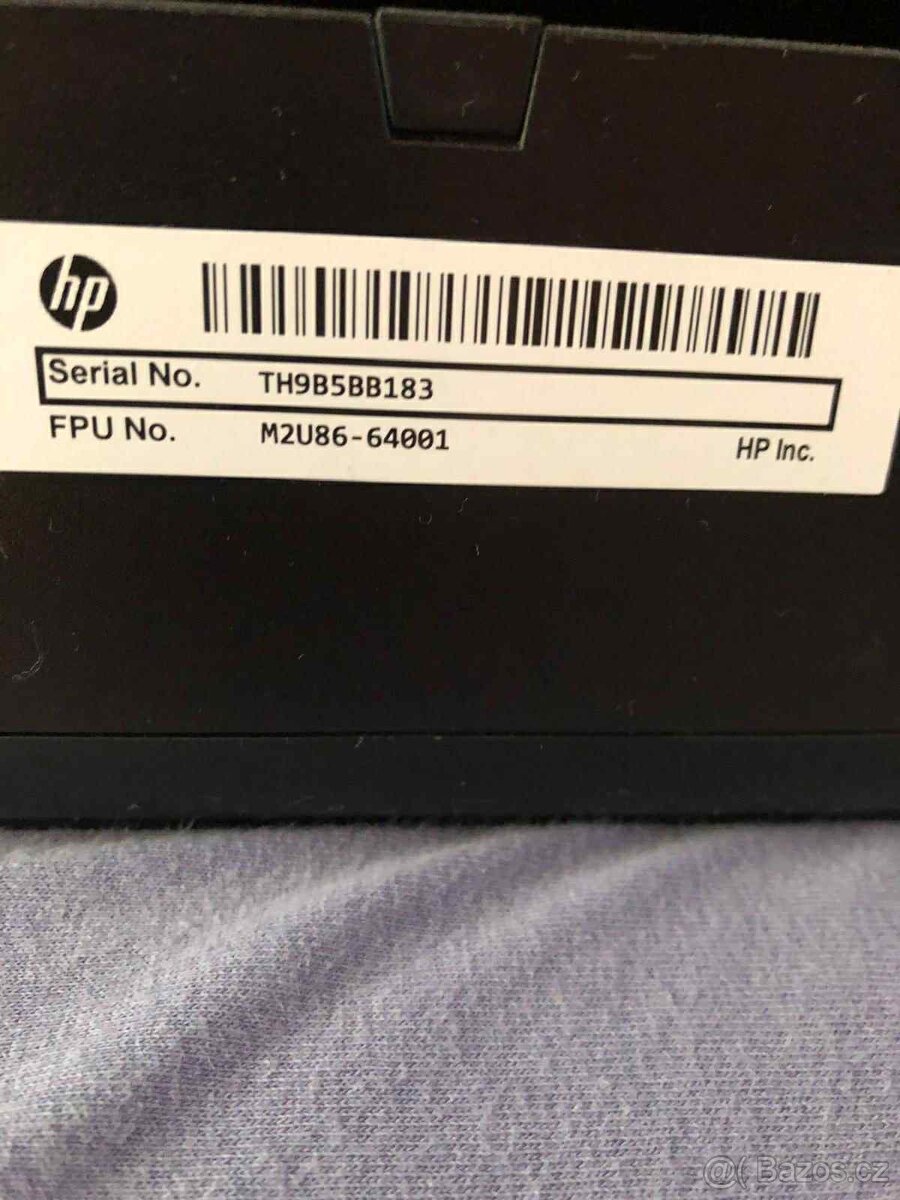 hp
Serial No. TH9B5BB183
FPU No. M2U86-64001
HP Inc.
@( Bazos.cz